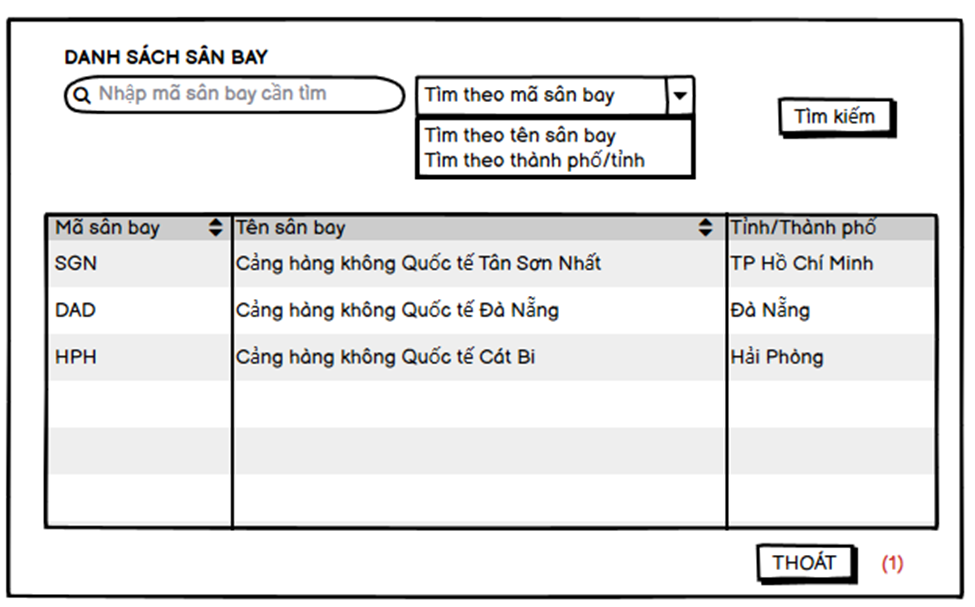 DANH SÁCH SÂN BAY
Nhập mã sân bay cần tìm
Tìm theo mã sân bay
Tìm theo tên sân bay
Tìm theo thành phố/tỉnh
Tìm kiếm
Mã sân bay Tên sân bay Tỉnh/Thành phố
SGN Cảng hàng không Quốc tế Tân Sơn Nhất TP Hồ Chí Minh
DAD Cảng hàng không Quốc tế Đà Nẵng Đà Nẵng
HPH Cảng hàng không Quốc tế Cát Bi Hải Phòng
THOÁT (1)